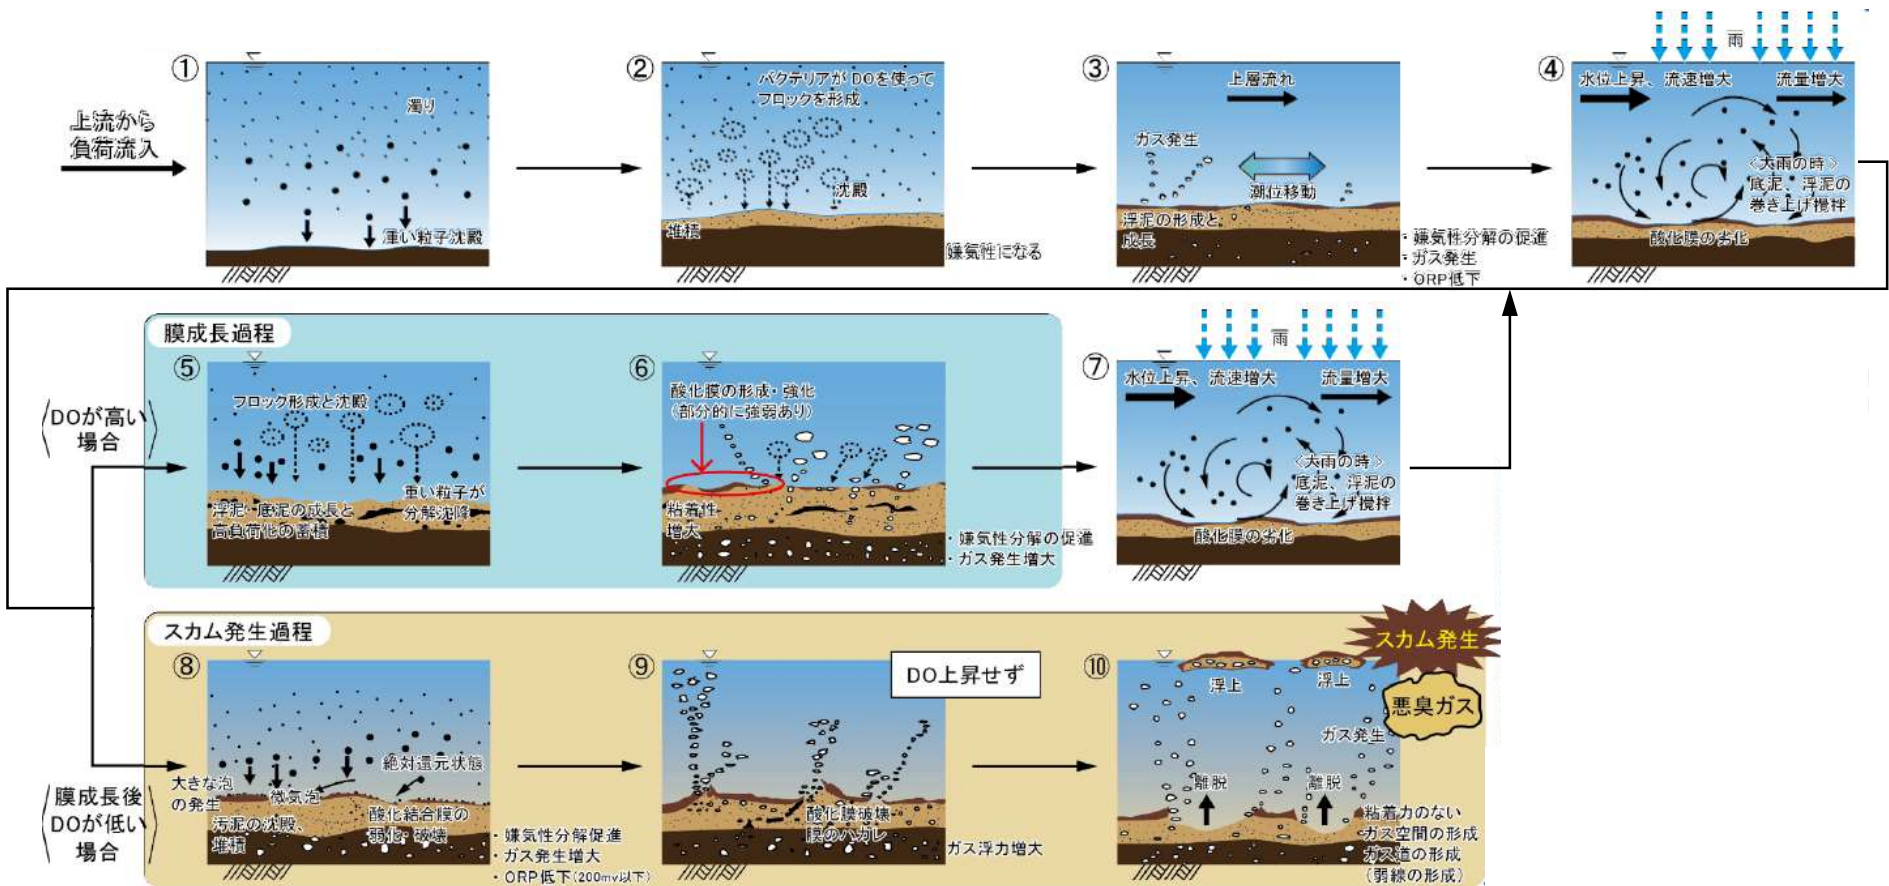 上流から
負荷流入
①
濁り
重い粒子沈殿
②
バクテリアが DOを使って
フロックを形成
沈殿
堆積
嫌気性になる
③
上層流れ
ガス発生
潮位移動
浮泥の形成と
成長
・嫌気性分解の促進
・ガス発生
・ORP低下
④
雨
水位上昇、流速増大
流量増大
<大雨の時>
底泥、浮泥の
巻き上げ攪拌
酸化膜の劣化
膜成長過程
DOが高い
場合
⑤
フロック形成と沈殿
重い粒子が
分解沈降
浮泥・底泥の成長と
高負荷化の蓄積
⑥
酸化膜の形成・強化
(部分的に強弱あり)
粘着性
増大
・嫌気性分解の促進
・ガス発生増大
⑦
雨
水位上昇、流速増大
流量増大
<大雨の時>
底泥、浮泥の
巻き上げ攪拌
酸化膜の劣化
スカム発生過程
膜成長後
DOが低い
場合
⑧
絶対還元状態
大きな泡
の発生
微気泡
汚泥の沈殿、
堆積
酸化結合膜の
弱化・破壊
・嫌気性分解促進
・ガス発生増大
・ORP低下(200mv以下)
⑨
DO上昇せず
酸化膜破壊
膜のハガレ
ガス浮力増大
⑩
スカム発生
悪臭ガス
浮上
浮上
ガス発生
離脱
離脱
粘着力のない
ガス空間の形成
ガス道の形成
(弱線の形成)